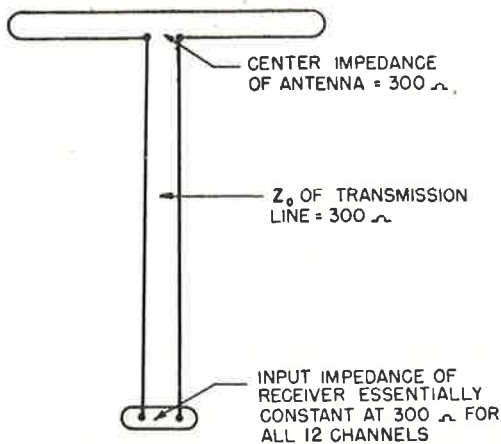 CENTER IMPEDANCE
OF ANTENNA = 300 Ω
Z₀ OF TRANSMISSION
LINE = 300 Ω
INPUT IMPEDANCE OF
RECEIVER ESSENTIALLY
CONSTANT AT 300 Ω FOR
ALL 12 CHANNELS